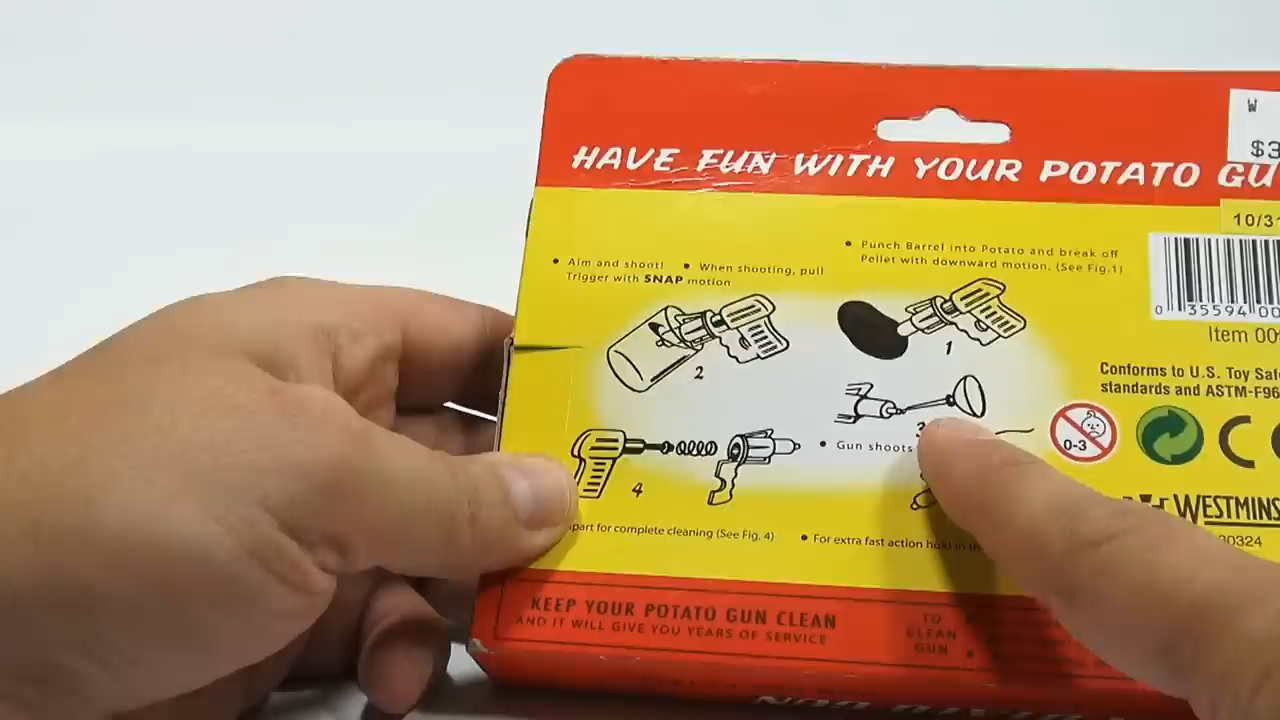 HAVE FUN WITH YOUR POTATO GU
W
$3
10/31
• Punch Barrel into Potato and break off
Pellet with downward motion. (See Fig.1)
• Aim and shoot! • When shooting, pull
Trigger with SNAP motion
1
2
0 35594 00
Item 00
Conforms to U.S. Toy Saf
standards and ASTM-F96
3
• Gun shoots
4
0-3
CE
WESTMINS
30324
apart for complete cleaning (See Fig. 4)
• For extra fast action hold in th
KEEP YOUR POTATO GUN CLEAN
AND IT WILL GIVE YOU YEARS OF SERVICE
TO
CLEAN
GUN